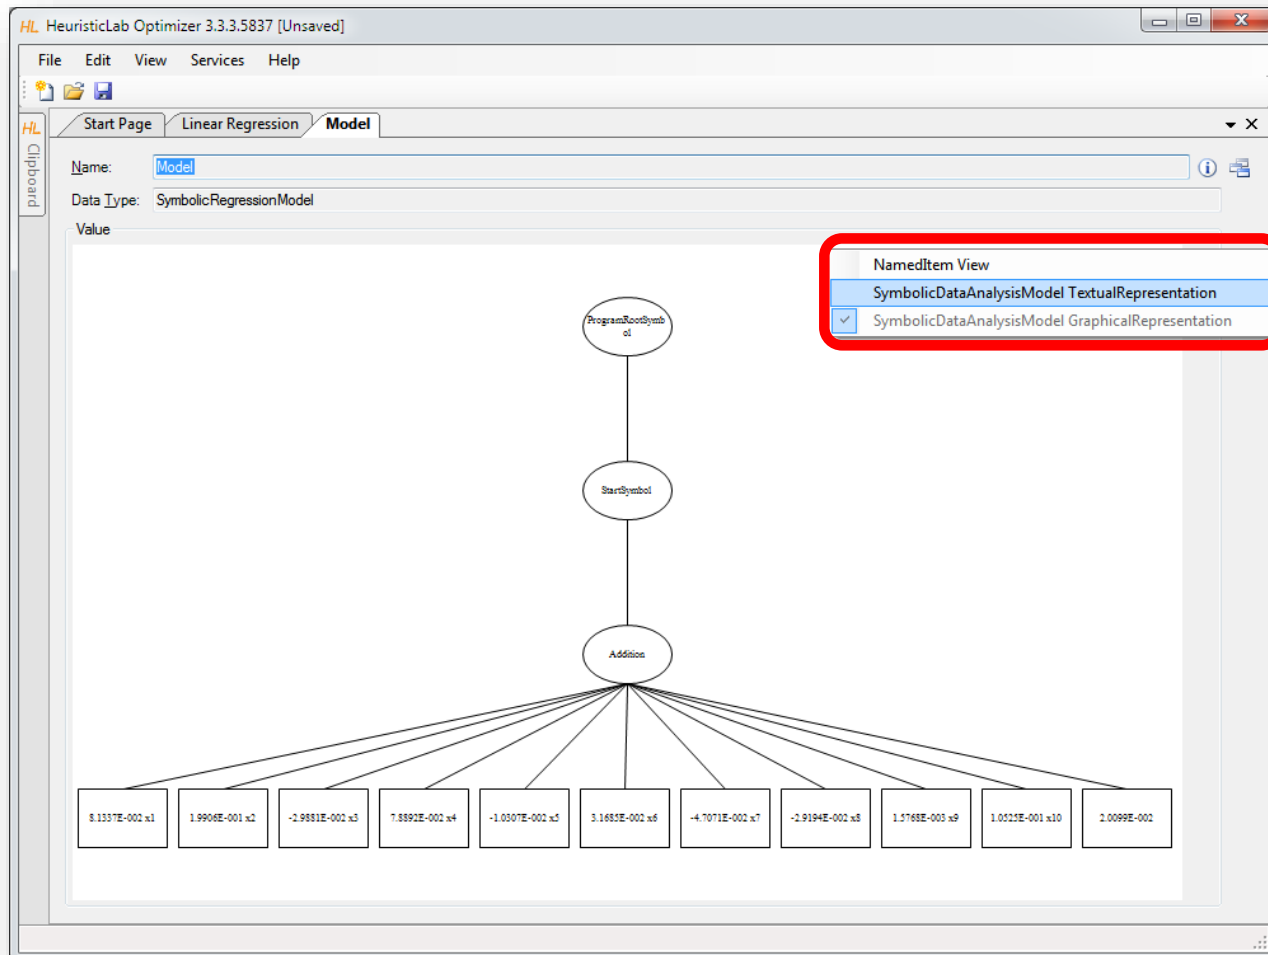 HL HeuristicLab Optimizer 3.3.3.5837 [Unsaved]
File Edit View Services Help
HL Clipboard
Start Page Linear Regression Model
Name: Model
Data Type: SymbolicRegressionModel
Value
NamedItem View
SymbolicDataAnalysisModel TextualRepresentation
SymbolicDataAnalysisModel GraphicalRepresentation
ProgramRootSymb
ol
StartSymbol
Addition
8.1337E-002 x1 1.9906E-001 x2 -2.9881E-002 x3 7.8892E-002 x4 -1.0307E-002 x5 3.1685E-002 x6 -4.7071E-002 x7 -2.9194E-002 x8 1.5768E-003 x9 1.0525E-001 x10 2.0099E-002